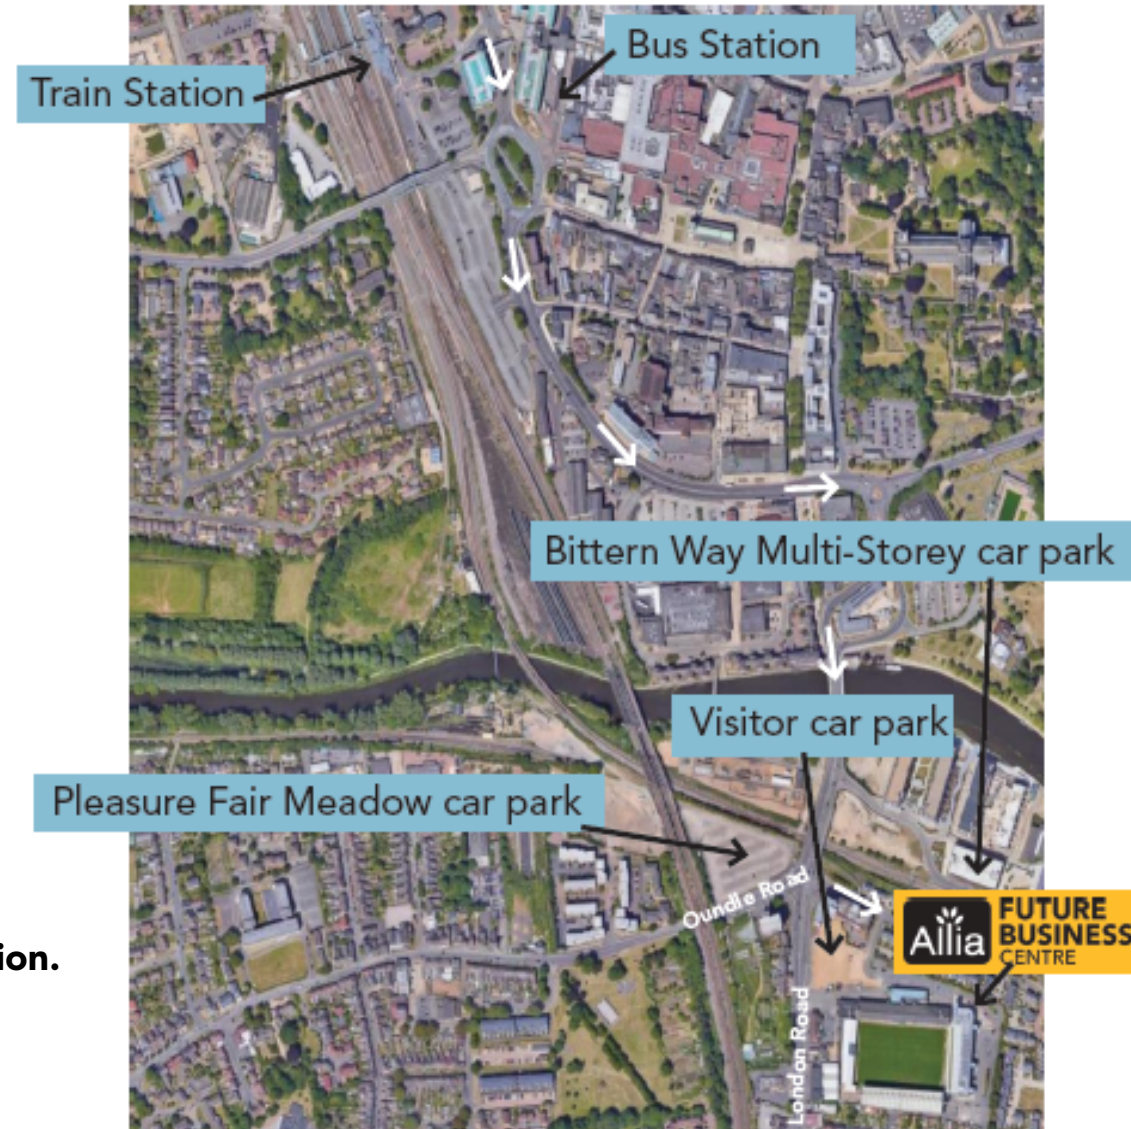 Bus Station
Train Station
Bittern Way Multi-Storey car park
Visitor car park
Pleasure Fair Meadow car park
Oundle Road
Allia
FUTURE
BUSINESS
CENTRE
ion.
London Road